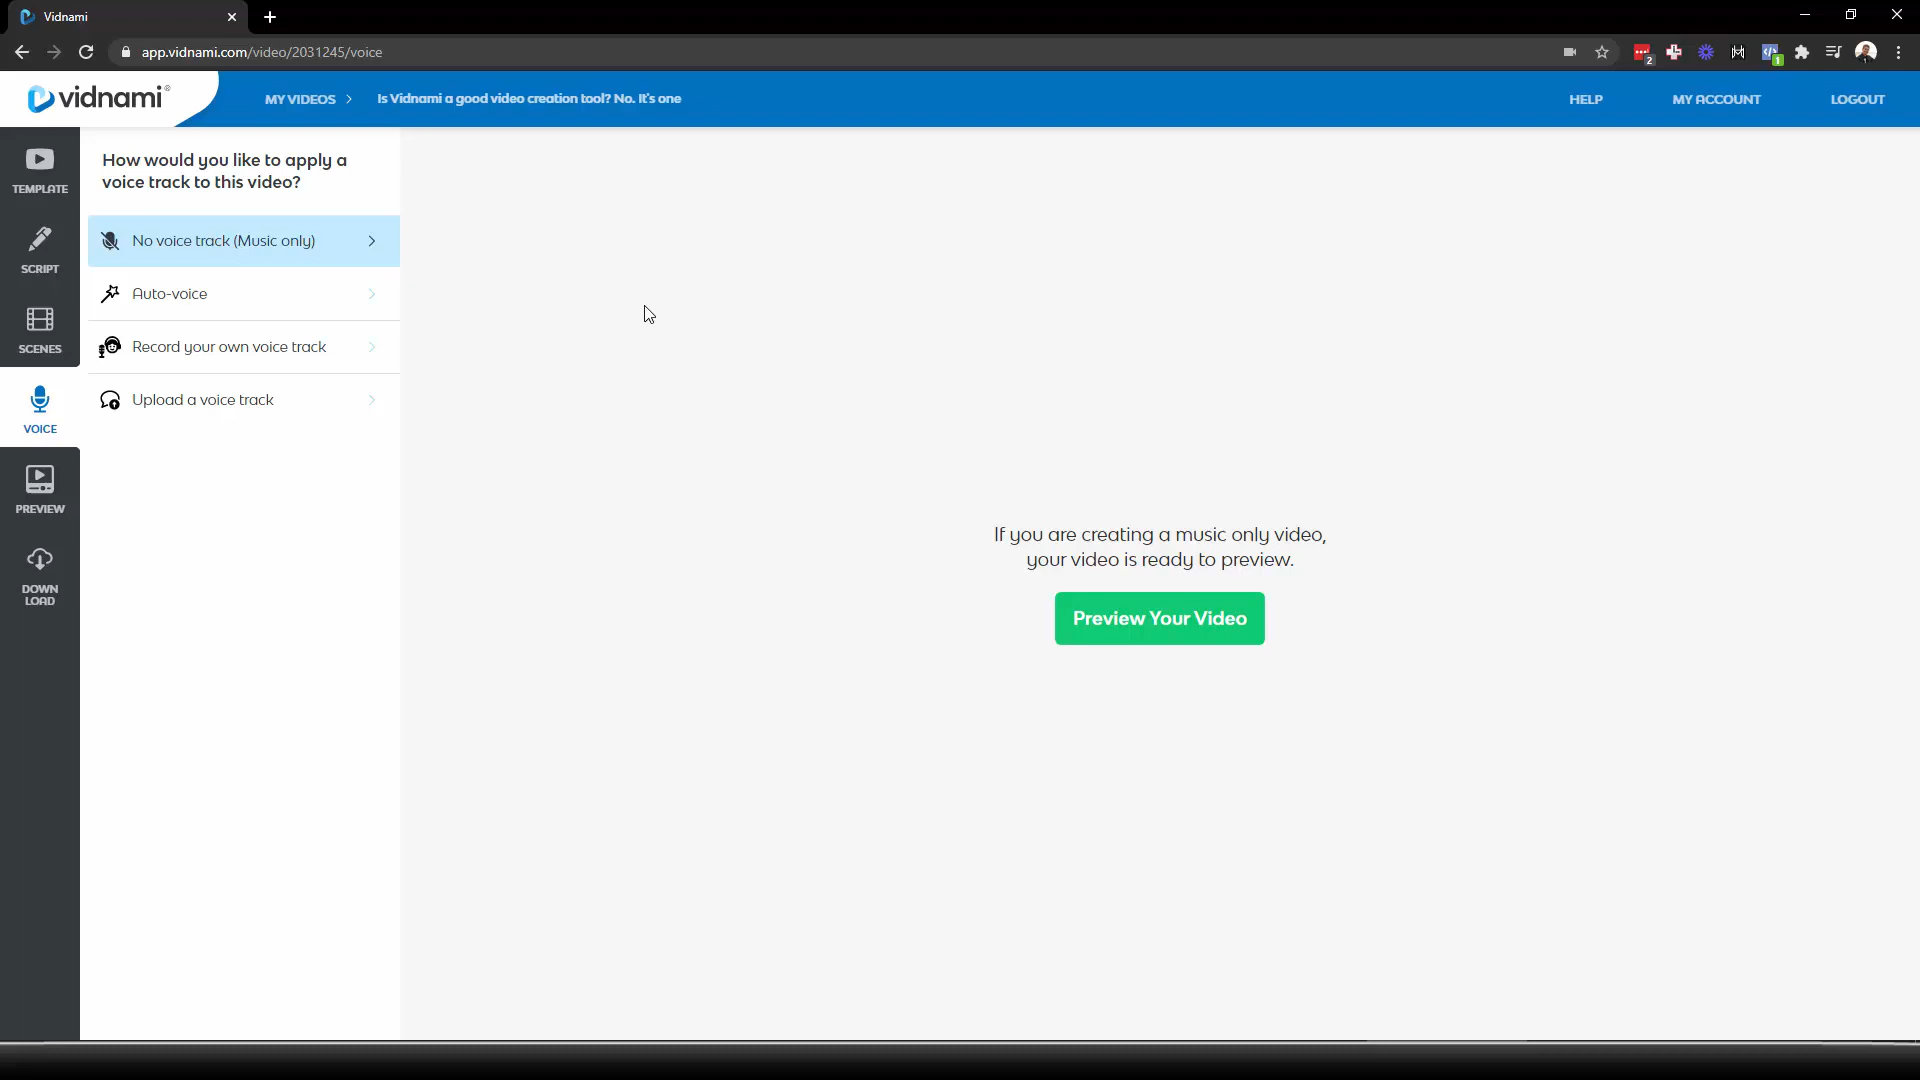 Vidnami
app.vidnami.com/video/2031245/voice
2
1
vidnami®
MY VIDEOS
Is Vidnami a good video creation tool? No. It's one
HELP
MY ACCOUNT
LOGOUT
TEMPLATE
SCRIPT
SCENES
VOICE
PREVIEW
DOWN
LOAD
How would you like to apply a
voice track to this video?
No voice track (Music only)
Auto-voice
Record your own voice track
Upload a voice track
If you are creating a music only video,
your video is ready to preview.
Preview Your Video